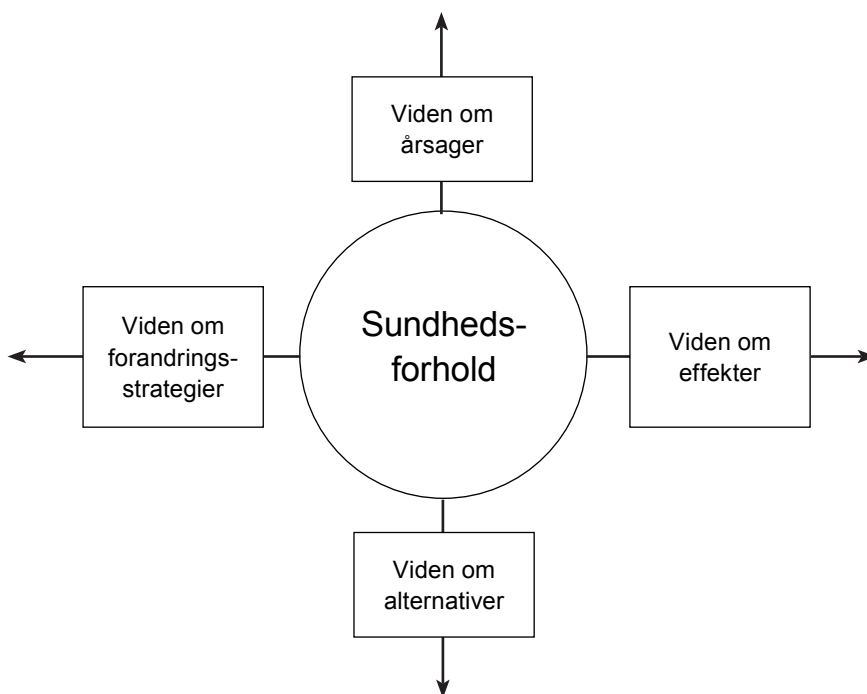 Viden om
årsager
Viden om
forandrings-
strategier
Sundheds-
forhold
Viden om
effekter
Viden om
alternativer